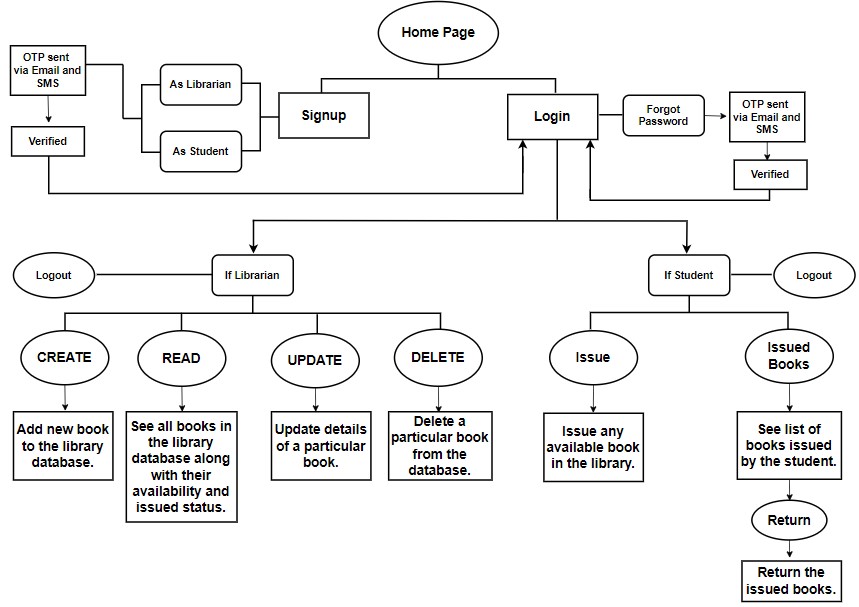 Home Page
OTP sent
via Email and
SMS
As Librarian
Signup
Login
Forgot
Password
OTP sent
via Email and
SMS
Verified
As Student
Verified
Logout
If Librarian
If Student
Logout
CREATE
READ
UPDATE
DELETE
Issue
Issued
Books
Add new book
to the library
database.
See all books in
the library
database along
with their
availability and
issued status.
Update details
of a particular
book.
Delete a
particular book
from the
database.
Issue any
available book
in the library.
See list of
books issued
by the student.
Return
Return the
issued books.